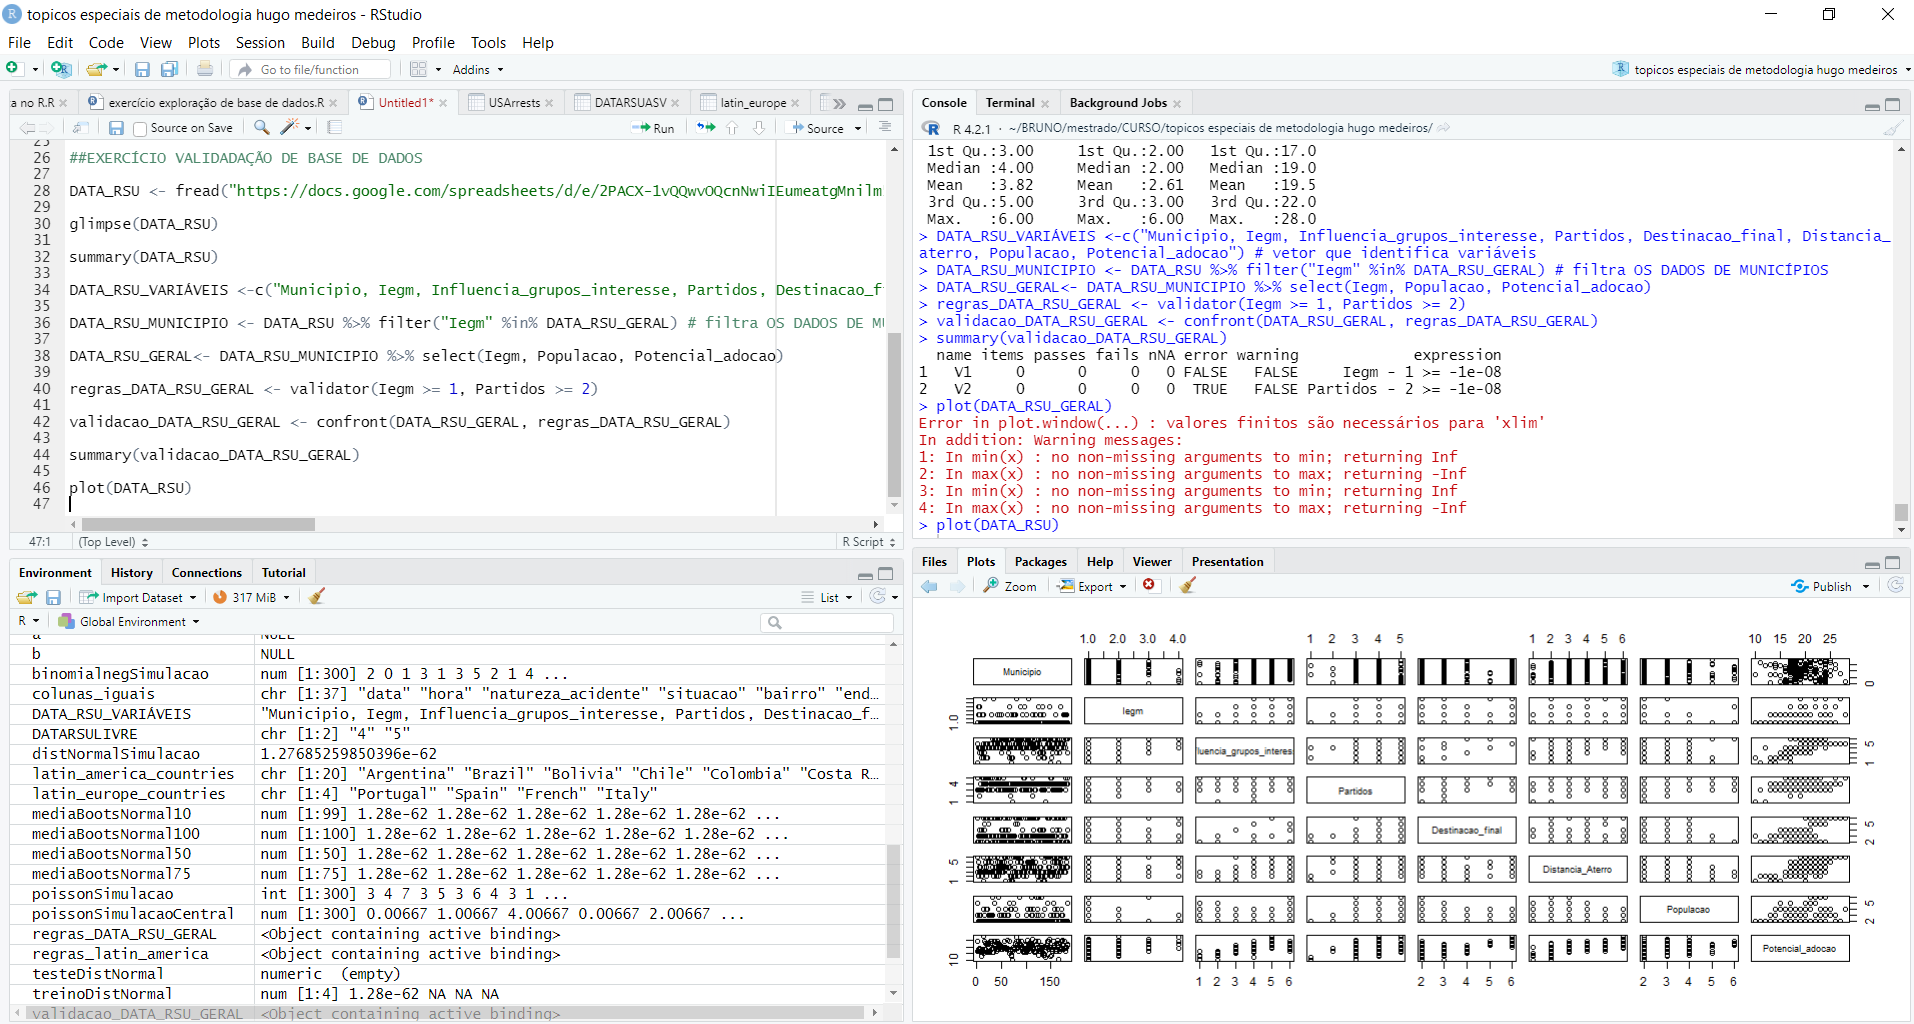 topicos especiais de metodologia hugo medeiros - RStudio
File Edit Code View Plots Session Build Debug Profile Tools Help
Go to file/function Addins topicos especiais de metodologia hugo medeiros
a no R.R exercício exploração de base de dados.R Untitled1* USArrests DATARSUASV latin_europe
Source on Save Run Source
25
26 ##EXERCÍCIO VALIDADAÇÃO DE BASE DE DADOS
27
28 DATA_RSU <- fread("https://docs.google.com/spreadsheets/d/e/2PACX-1vQQwvOQcnNwiIEumeatgMnilm
29
30 glimpse(DATA_RSU)
31
32 summary(DATA_RSU)
33
34 DATA_RSU_VARIÁVEIS <-c("Municipio, Iegm, Influencia_grupos_interesse, Partidos, Destinacao_f
35
36 DATA_RSU_MUNICIPIO <- DATA_RSU %>% filter("Iegm" %in% DATA_RSU_GERAL) # filtra OS DADOS DE MU
37
38 DATA_RSU_GERAL<- DATA_RSU_MUNICIPIO %>% select(Iegm, Populacao, Potencial_adocao)
39
40 regras_DATA_RSU_GERAL <- validator(Iegm >= 1, Partidos >= 2)
41
42 validacao_DATA_RSU_GERAL <- confront(DATA_RSU_GERAL, regras_DATA_RSU_GERAL)
43
44 summary(validacao_DATA_RSU_GERAL)
45
46 plot(DATA_RSU)
47
47:1 (Top Level) R Script
Console Terminal Background Jobs
R 4.2.1 · ~/BRUNO/mestrado/CURSO/topicos especiais de metodologia hugo medeiros/
1st Qu.:3.00 1st Qu.:2.00 1st Qu.:17.0
Median :4.00 Median :2.00 Median :19.0
Mean :3.82 Mean :2.61 Mean :19.5
3rd Qu.:5.00 3rd Qu.:3.00 3rd Qu.:22.0
Max. :6.00 Max. :6.00 Max. :28.0
> DATA_RSU_VARIÁVEIS <-c("Municipio, Iegm, Influencia_grupos_interesse, Partidos, Destinacao_final, Distancia_
aterro, Populacao, Potencial_adocao") # vetor que identifica variáveis
> DATA_RSU_MUNICIPIO <- DATA_RSU %>% filter("Iegm" %in% DATA_RSU_GERAL) # filtra OS DADOS DE MUNICÍPIOS
> DATA_RSU_GERAL<- DATA_RSU_MUNICIPIO %>% select(Iegm, Populacao, Potencial_adocao)
> regras_DATA_RSU_GERAL <- validator(Iegm >= 1, Partidos >= 2)
> validacao_DATA_RSU_GERAL <- confront(DATA_RSU_GERAL, regras_DATA_RSU_GERAL)
> summary(validacao_DATA_RSU_GERAL)
name items passes fails nNA error warning expression
1 V1 0 0 0 0 FALSE FALSE Iegm - 1 >= -1e-08
2 V2 0 0 0 0 TRUE FALSE Partidos - 2 >= -1e-08
> plot(DATA_RSU_GERAL)
Error in plot.window(...) : valores finitos são necessários para 'xlim'
In addition: Warning messages:
1: In min(x) : no non-missing arguments to min; returning Inf
2: In max(x) : no non-missing arguments to max; returning -Inf
3: In min(x) : no non-missing arguments to min; returning Inf
4: In max(x) : no non-missing arguments to max; returning -Inf
> plot(DATA_RSU)
Environment History Connections Tutorial
Import Dataset 317 MiB List
R Global Environment
a NULL
b NULL
binomialnegSimulacao num [1:300] 2 0 1 3 1 3 5 2 1 4 ...
colunas_iguais chr [1:37] "data" "hora" "natureza_acidente" "situacao" "bairro" "end...
DATA_RSU_VARIÁVEIS "Municipio, Iegm, Influencia_grupos_interesse, Partidos, Destinacao_f...
DATARSULIVRE chr [1:2] "4" "5"
distNormalSimulacao 1.27685259850396e-62
latin_america_countries chr [1:20] "Argentina" "Brazil" "Bolivia" "Chile" "Colombia" "Costa R...
latin_europe_countries chr [1:4] "Portugal" "Spain" "French" "Italy"
mediaBootsNormal10 num [1:99] 1.28e-62 1.28e-62 1.28e-62 1.28e-62 1.28e-62 ...
mediaBootsNormal100 num [1:100] 1.28e-62 1.28e-62 1.28e-62 1.28e-62 1.28e-62 ...
mediaBootsNormal50 num [1:50] 1.28e-62 1.28e-62 1.28e-62 1.28e-62 1.28e-62 ...
mediaBootsNormal75 num [1:75] 1.28e-62 1.28e-62 1.28e-62 1.28e-62 1.28e-62 ...
poissonSimulacao int [1:300] 3 4 7 3 5 3 6 4 3 1 ...
poissonSimulacaoCentral num [1:300] 0.00667 1.00667 4.00667 0.00667 2.00667 ...
regras_DATA_RSU_GERAL <Object containing active binding>
regras_latin_america <Object containing active binding>
testeDistNormal numeric (empty)
treinoDistNormal num [1:4] 1.28e-62 NA NA NA
validacao_DATA_RSU_GERAL <Object containing active binding>
Files Plots Packages Help Viewer Presentation
Zoom Export Publish
1.0 2.0 3.0 4.0 1 2 3 4 5 1 2 3 4 5 6 10 15 20 25
Municipio 0
1.0 Iegm
fluencia_grupos_interes 1 5
1 4 Partidos
Destinacao_final 2 5
1 5 Distancia_Aterro
Populacao 2 5
10 Potencial_adocao
0 50 150 1 2 3 4 5 6 2 3 4 5 6 2 3 4 5 6